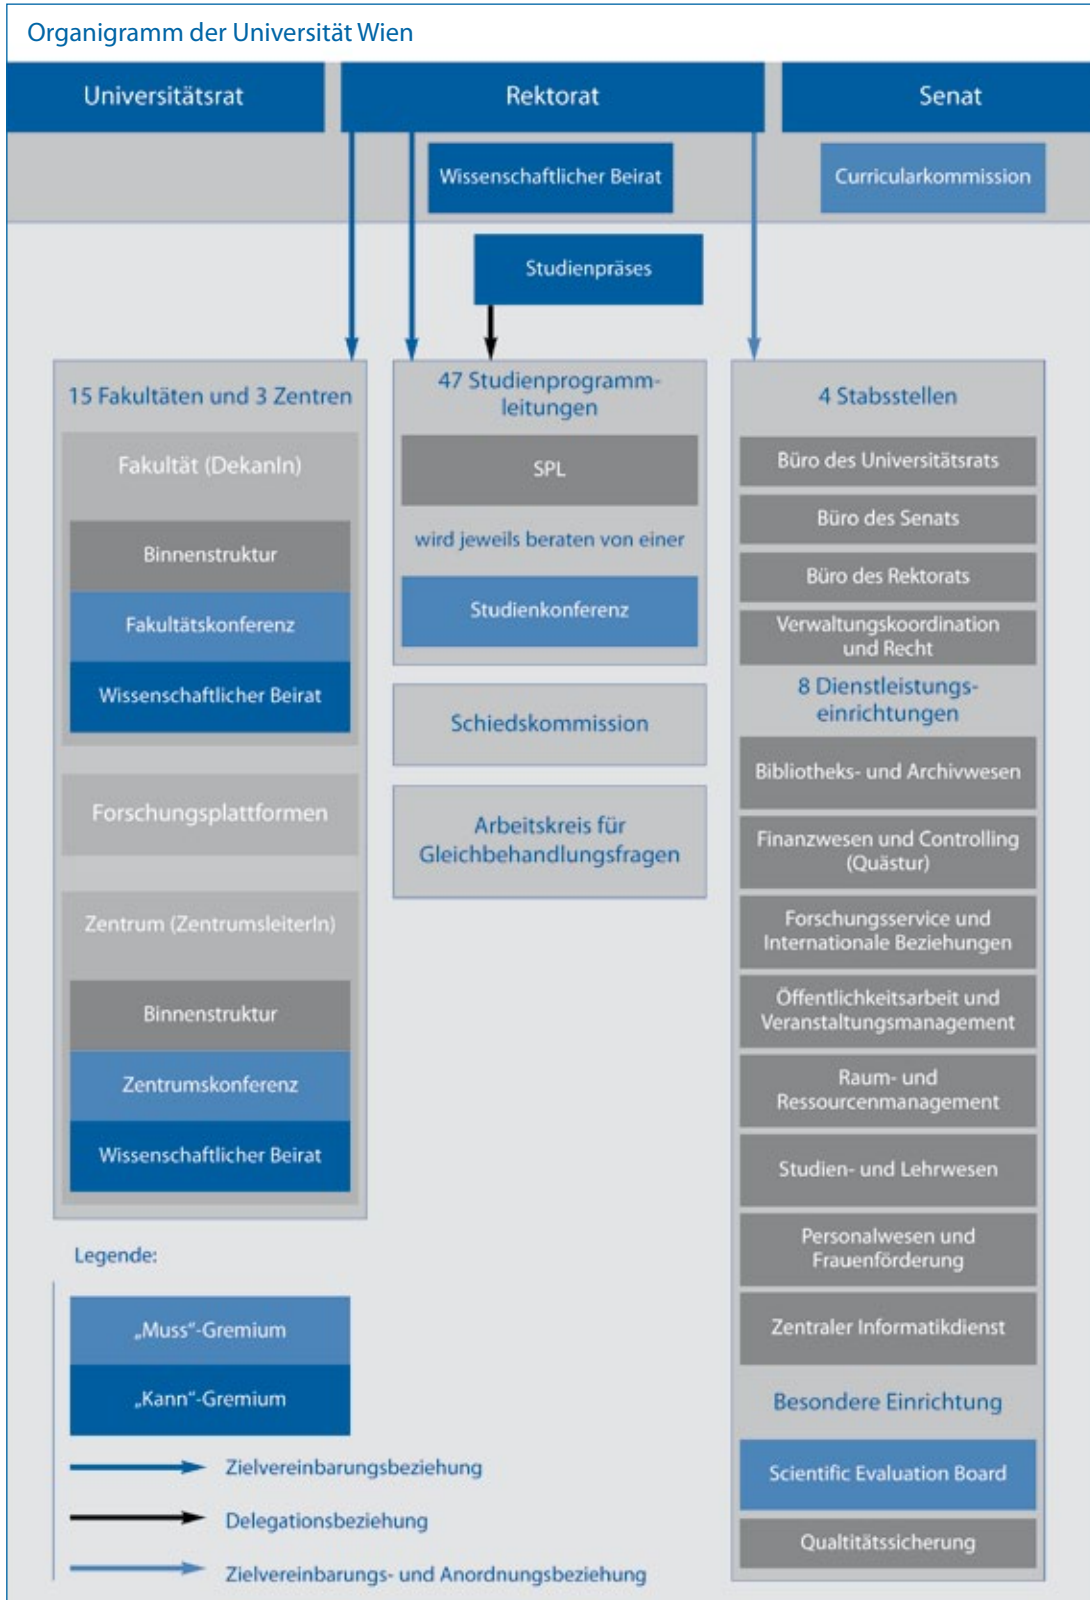 Organigramm der Universität Wien
Universitätsrat
Rektorat
Senat
Wissenschaftlicher Beirat
Curricularkommission
Studienpräses
15 Fakultäten und 3 Zentren
Fakultät (DekanIn)
Binnenstruktur
Fakultätskonferenz
Wissenschaftlicher Beirat
Forschungsplattformen
Zentrum (ZentrumsleiterIn)
Binnenstruktur
Zentrumskonferenz
Wissenschaftlicher Beirat
47 Studienprogramm-
leitungen
SPL
wird jeweils beraten von einer
Studienkonferenz
Schiedskommission
Arbeitskreis für
Gleichbehandlungsfragen
4 Stabsstellen
Büro des Universitätsrats
Büro des Senats
Büro des Rektorats
Verwaltungskoordination
und Recht
8 Dienstleistungs-
einrichtungen
Bibliotheks- und Archivwesen
Finanzwesen und Controlling
(Quästur)
Forschungsservice und
Internationale Beziehungen
Öffentlichkeitsarbeit und
Veranstaltungsmanagement
Raum- und
Ressourcenmanagement
Studien- und Lehrwesen
Personalwesen und
Frauenförderung
Zentraler Informatikdienst
Besondere Einrichtung
Scientific Evaluation Board
Qualtitätssicherung
Legende:
„Muss“-Gremium
„Kann“-Gremium
Zielvereinbarungsbeziehung
Delegationsbeziehung
Zielvereinbarungs- und Anordnungsbeziehung